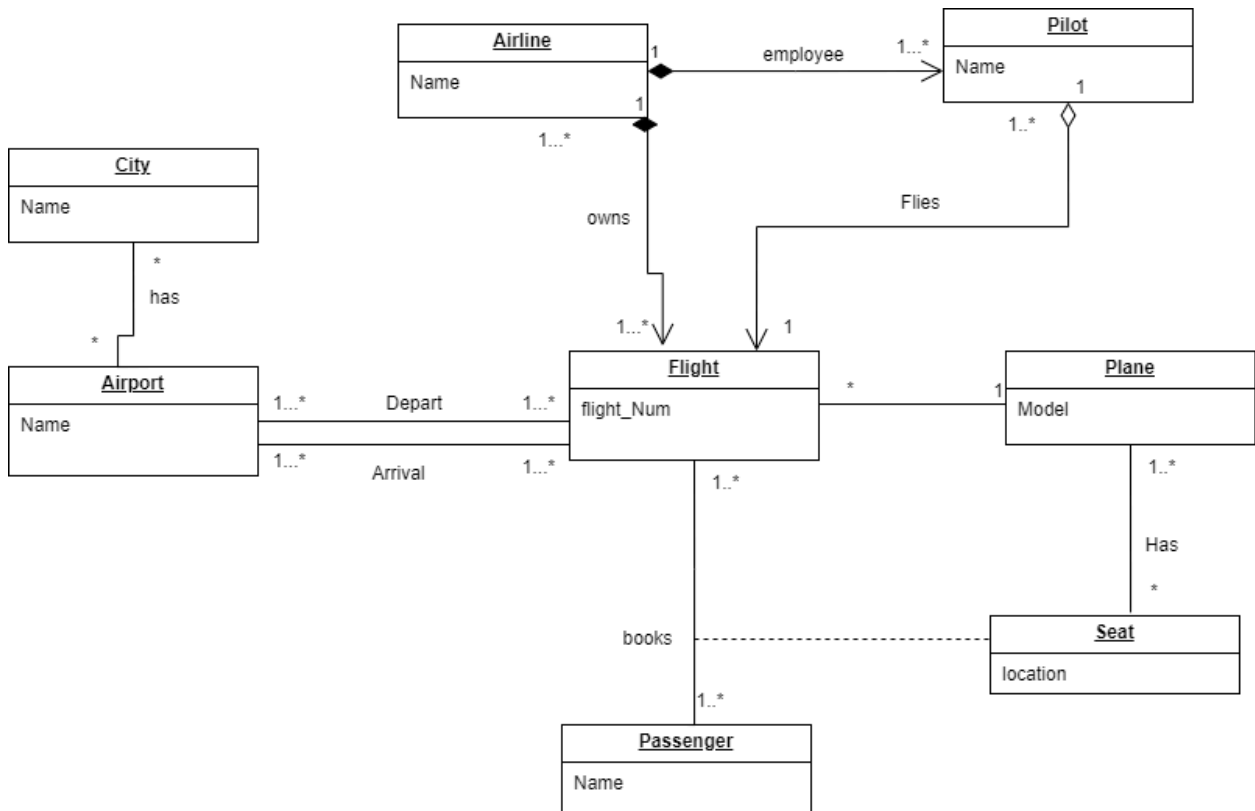 Airline
Name
1
employee
1...*
Pilot
Name
1
1..*
1
1...*
City
Name
*
has
*
owns
Flies
1...*
1
Airport
Name
1...*
Depart
1...*
1...*
Arrival
1...*
Flight
flight_Num
*
1
Plane
Model
1..*
1..*
Has
*
books
Seat
location
1..*
Passenger
Name